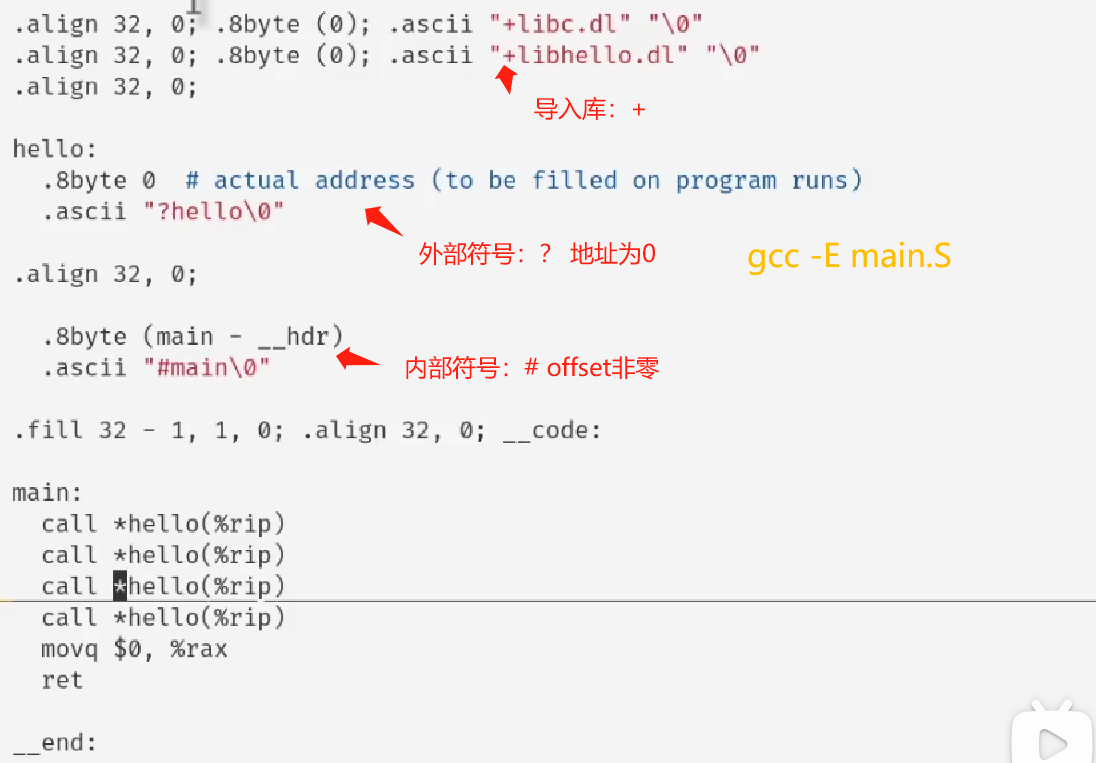 .align 32, 0; .8byte (0); .ascii "+libc.dl" "\0"
.align 32, 0; .8byte (0); .ascii "+libhello.dl" "\0"
.align 32, 0;
导入库：+
hello:
.8byte 0  # actual address (to be filled on program runs)
.ascii "?hello\0"
外部符号：？ 地址为0
gcc -E main.S
.align 32, 0;
.8byte (main - __hdr)
.ascii "#main\0"
内部符号：# offset非零
.fill 32 - 1, 1, 0; .align 32, 0; __code:
main:
call *hello(%rip)
call *hello(%rip)
call *hello(%rip)
call *hello(%rip)
movq $0, %rax
ret
__end: